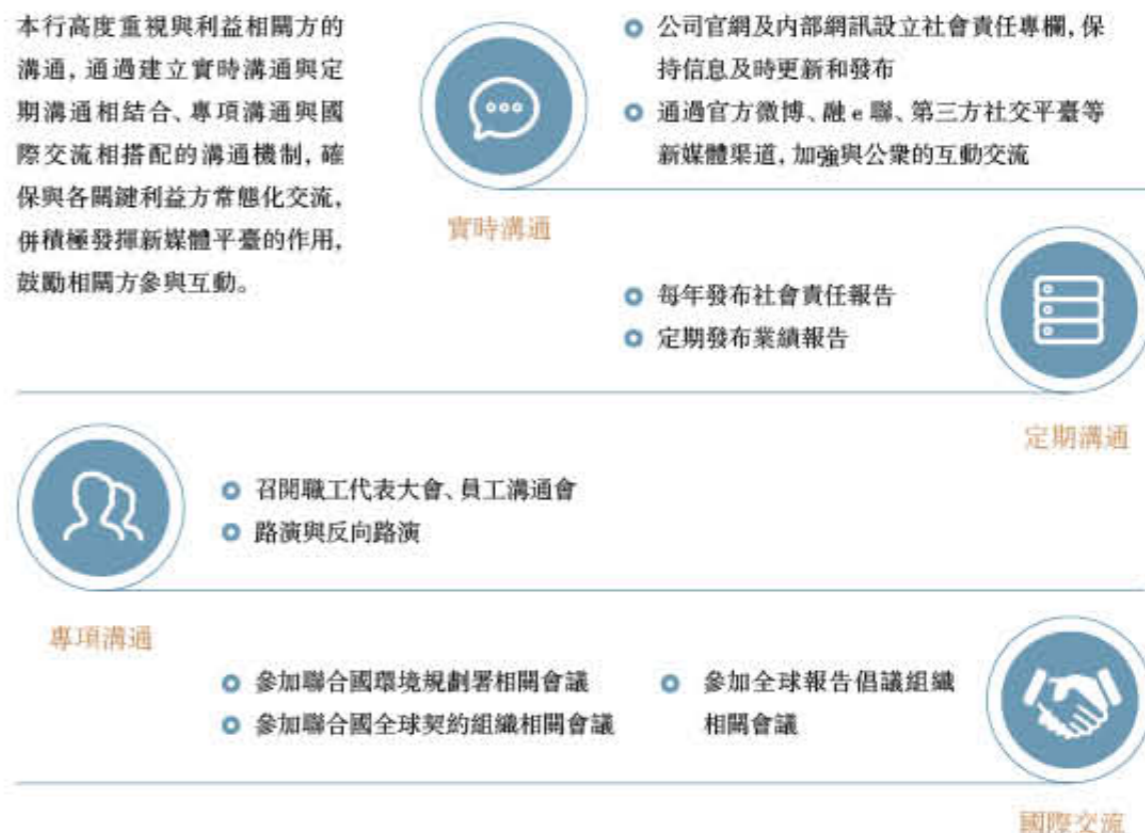 本行高度重視與利益相關方的
溝通，通過建立實時溝通與定
期溝通相結合、專項溝通與國
際交流相搭配的溝通機制，確
保與各關鍵利益方常態化交流，
併積極發揮新媒體平臺的作用，
鼓勵相關方參與互動。
公司官網及内部網訊設立社會責任專欄，保
持信息及時更新和發布
通過官方微博、融 e 聯、第三方社交平臺等
新媒體渠道，加強與公衆的互動交流
實時溝通
每年發布社會責任報告
定期發布業績報告
定期溝通
召開職工代表大會、員工溝通會
路演與反向路演
專項溝通
參加聯合國環境規劃署相關會議
參加聯合國全球契約組織相關會議
參加全球報告倡議組織
相關會議
國際交流